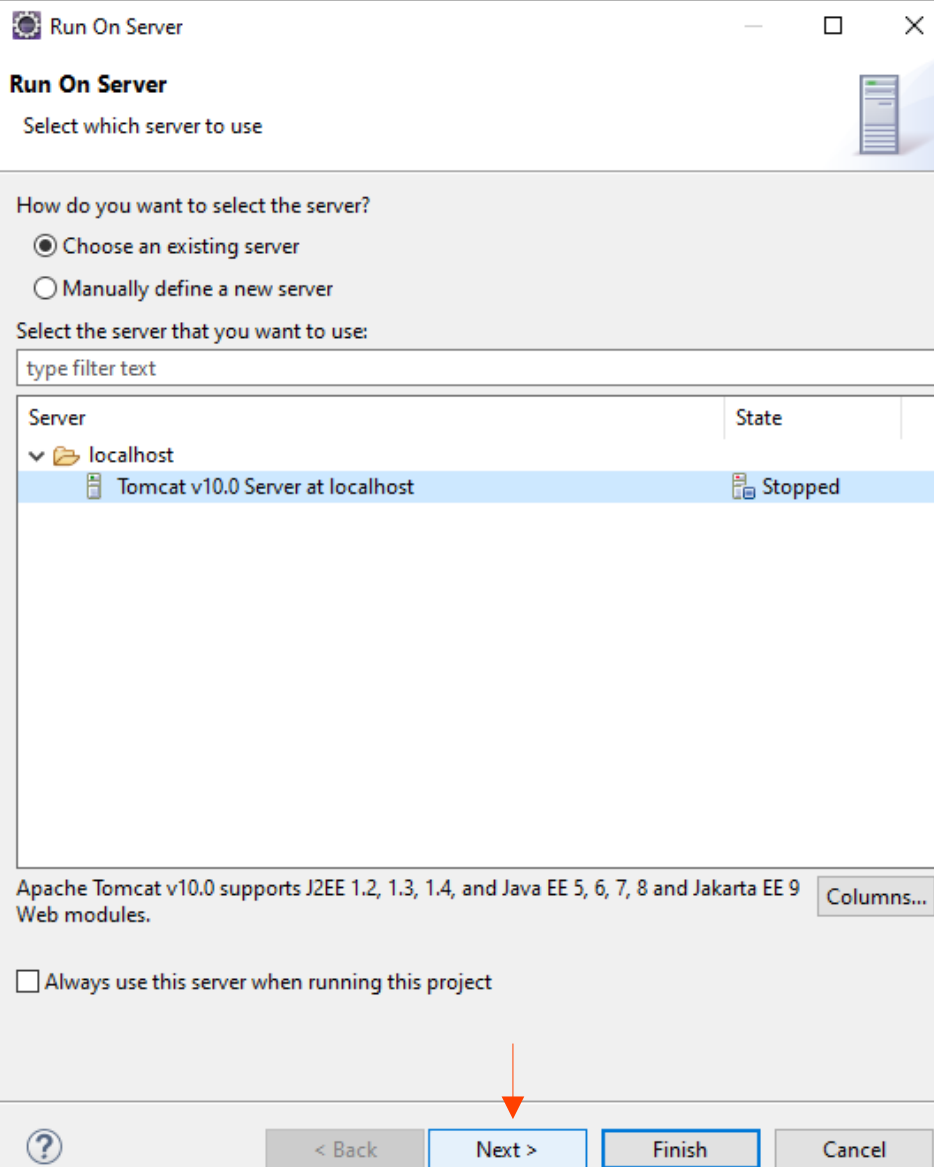 Run On Server
Run On Server
Select which server to use
How do you want to select the server?
Choose an existing server
Manually define a new server
Select the server that you want to use:
type filter text
Server State
localhost
Tomcat v10.0 Server at localhost Stopped
Apache Tomcat v10.0 supports J2EE 1.2, 1.3, 1.4, and Java EE 5, 6, 7, 8 and Jakarta EE 9
Web modules.
Columns...
Always use this server when running this project
? < Back Next > Finish Cancel